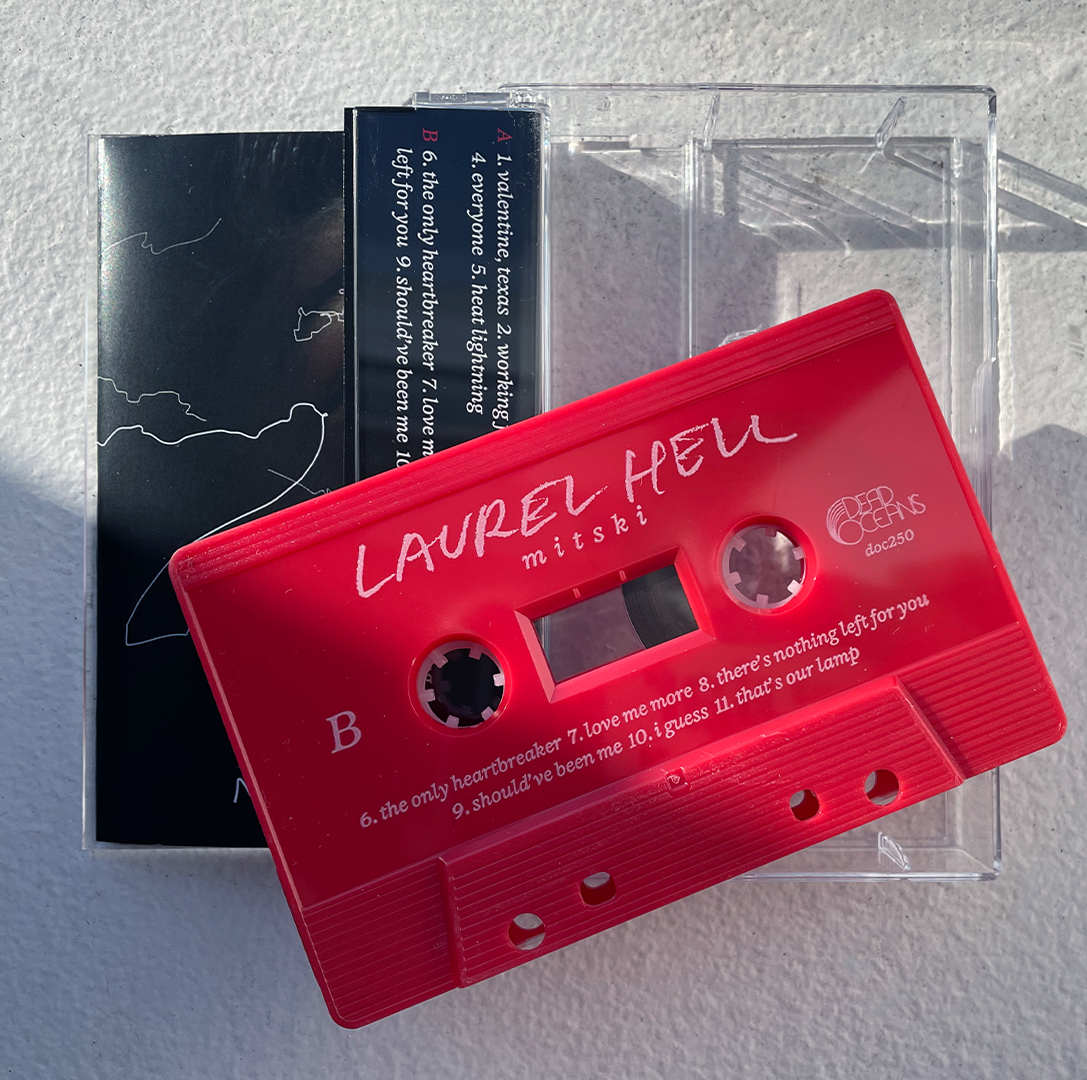 A 1. valentine, texas 2. working
4. everyone 5. heat lightning
B 6. the only heartbreaker 7. love m
left for you 9. should've been me 10
LAUREL HELL
mitski
DEAD
OCEANS
doc250
B
6. the only heartbreaker 7. love me more 8. there's nothing left for you
9. should've been me 10. i guess 11. that's our lamp